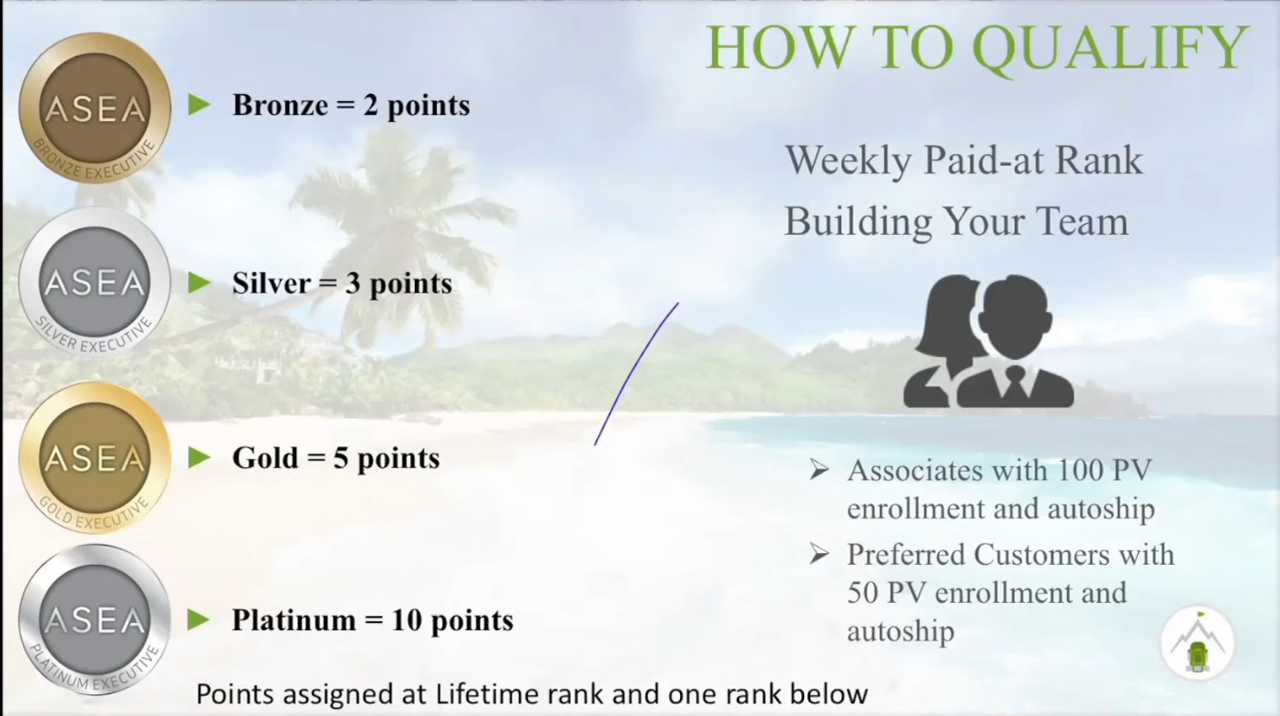 HOW TO QUALIFY
ASEA
BRONZE EXECUTIVE
Bronze = 2 points
ASEA
SILVER EXECUTIVE
Silver = 3 points
ASEA
GOLD EXECUTIVE
Gold = 5 points
ASEA
PLATINUM EXECUTIVE
Platinum = 10 points
Points assigned at Lifetime rank and one rank below
Weekly Paid-at Rank
Building Your Team
Associates with 100 PV
enrollment and autoship
Preferred Customers with
50 PV enrollment and
autoship